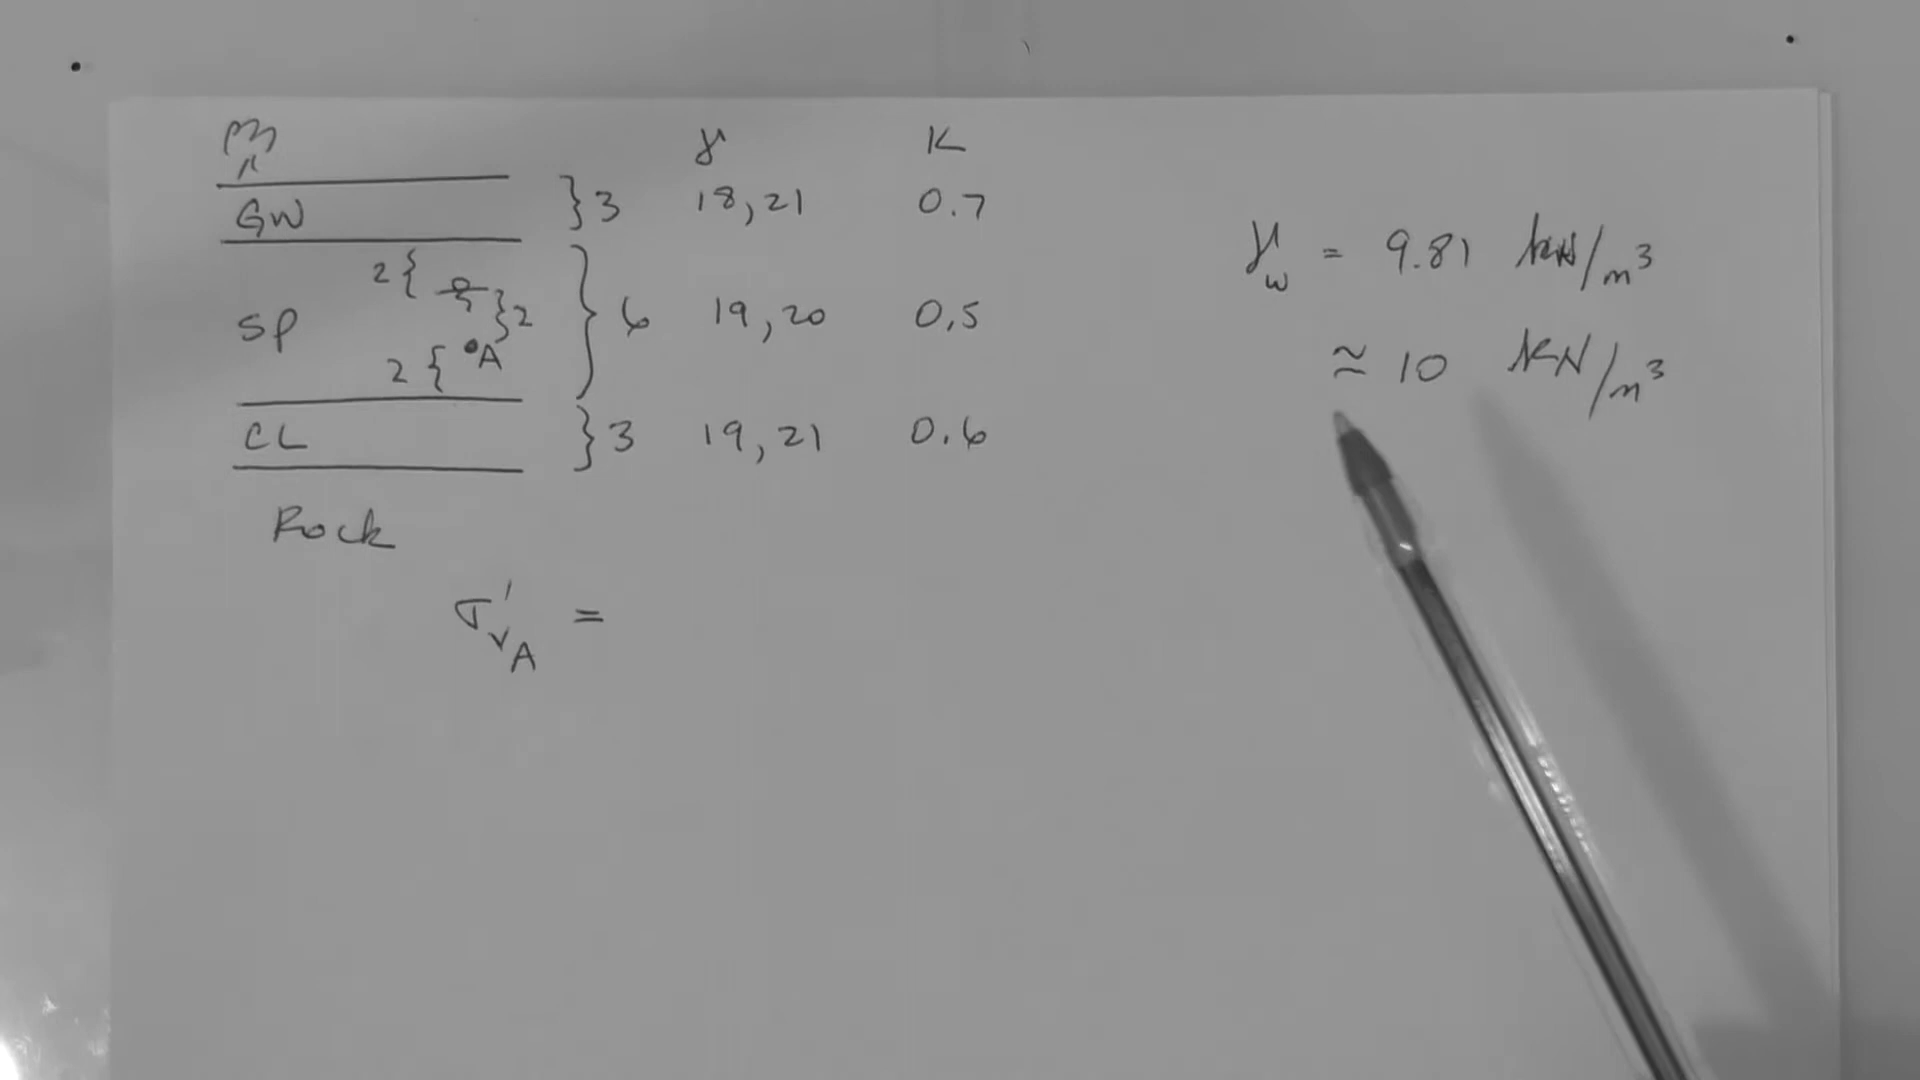 γ K
GW }3 18,21 0.7
γw = 9.81 kN/m³
2{ }2
SP } 6 19,20 0.5
2{ •A
≈ 10 kN/m³
CL }3 19,21 0.6
Rock
σ'vA =